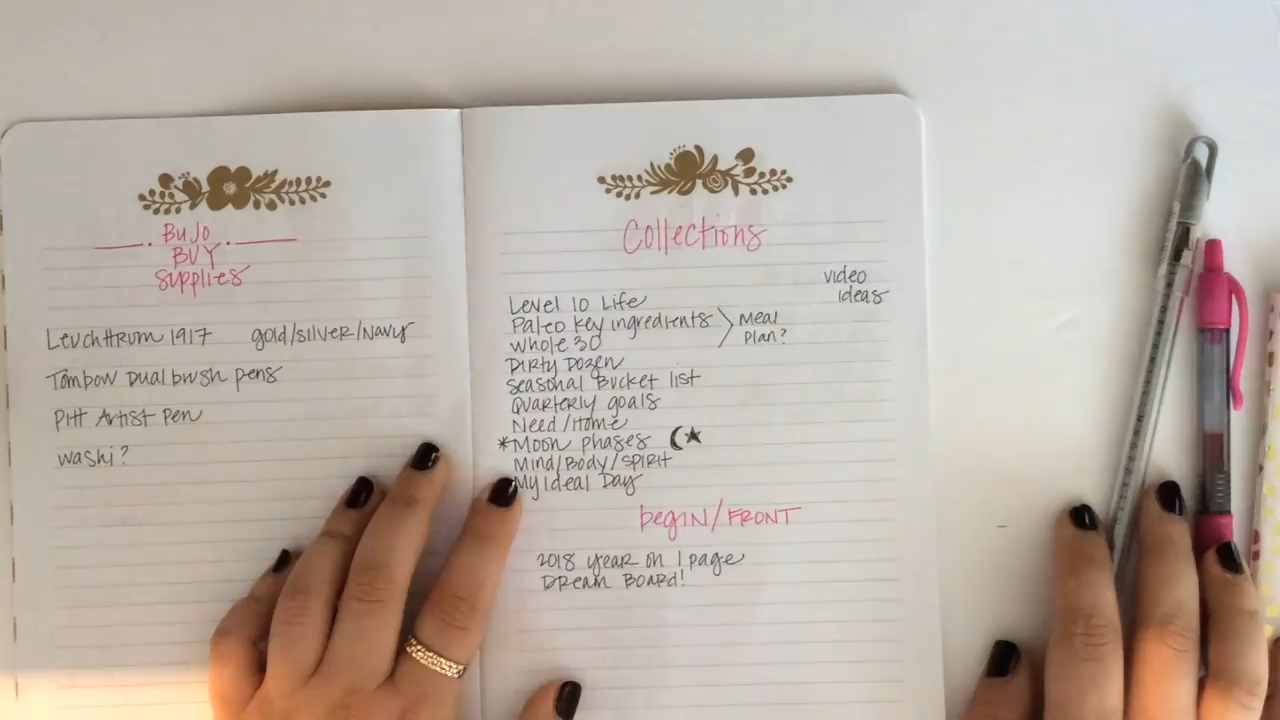 BuJo
BUY
supplies
Leuchttrum 1917 gold/silver/Navy
Tombow Dual brush pens
Pitt Artist Pen
washi?
Collections
video
ideas
Level 10 Life
Paleo key ingredients
whole 30
Meal
Plan?
Dirty Dozen
seasonal Bucket list
Quarterly goals
Need/Home
*Moon phases
Mind/Body/Spirit
My Ideal Day
begin/FRONT
2018 year on 1 page
Dream Board!